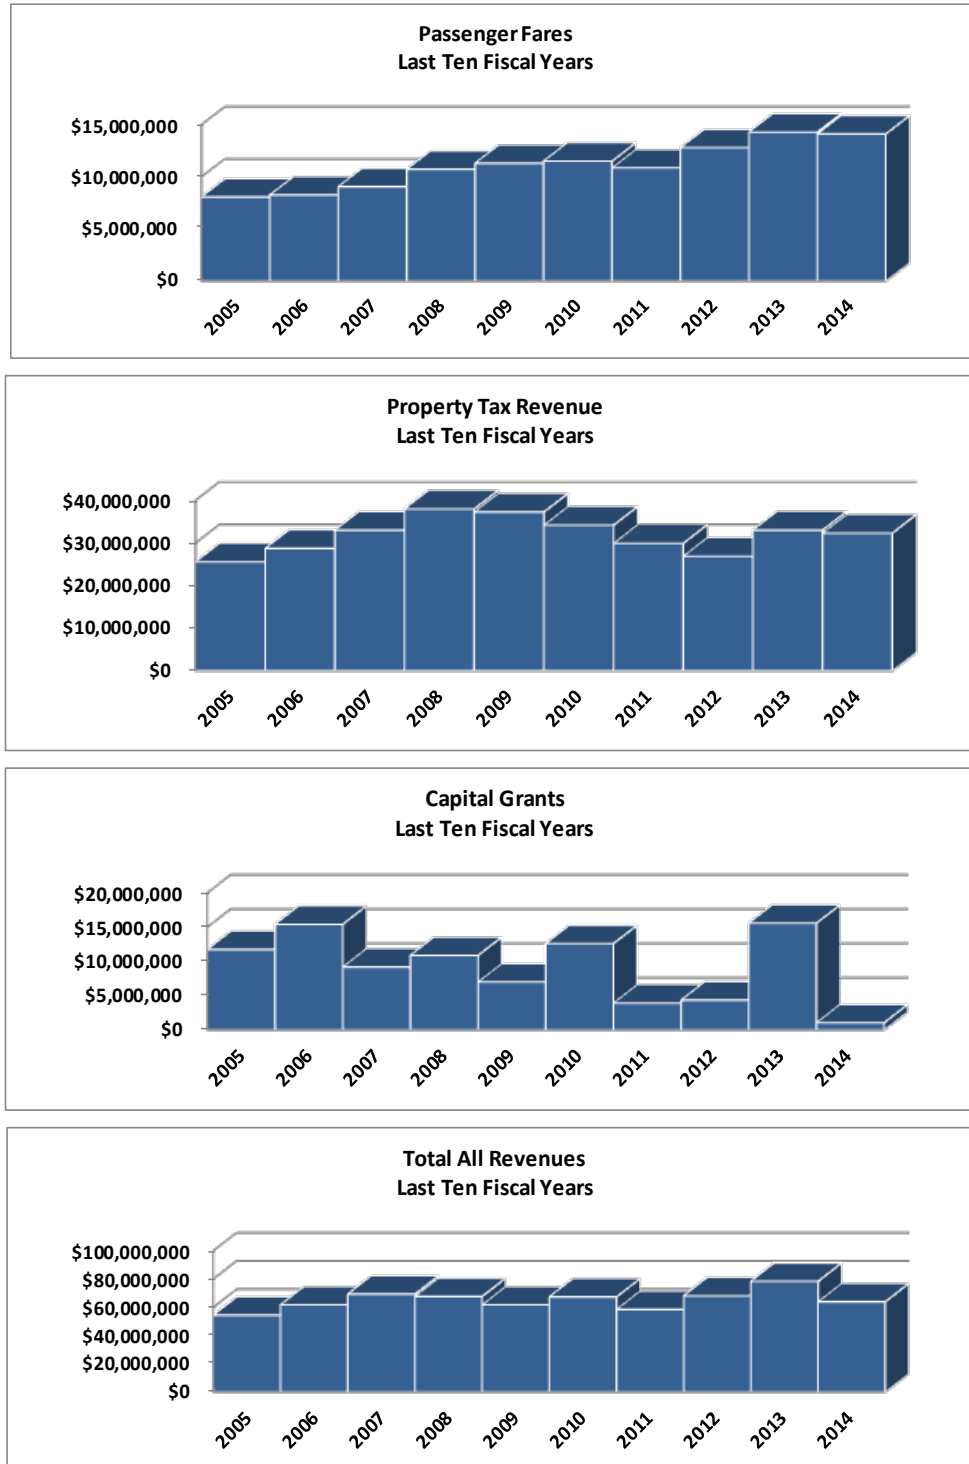 Passenger Fares
Last Ten Fiscal Years
$15,000,000
$10,000,000
$5,000,000
$0
2005 2006 2007 2008 2009 2010 2011 2012 2013 2014
Property Tax Revenue
Last Ten Fiscal Years
$40,000,000
$30,000,000
$20,000,000
$10,000,000
$0
2005 2006 2007 2008 2009 2010 2011 2012 2013 2014
Capital Grants
Last Ten Fiscal Years
$20,000,000
$15,000,000
$10,000,000
$5,000,000
$0
2005 2006 2007 2008 2009 2010 2011 2012 2013 2014
Total All Revenues
Last Ten Fiscal Years
$100,000,000
$80,000,000
$60,000,000
$40,000,000
$20,000,000
$0
2005 2006 2007 2008 2009 2010 2011 2012 2013 2014